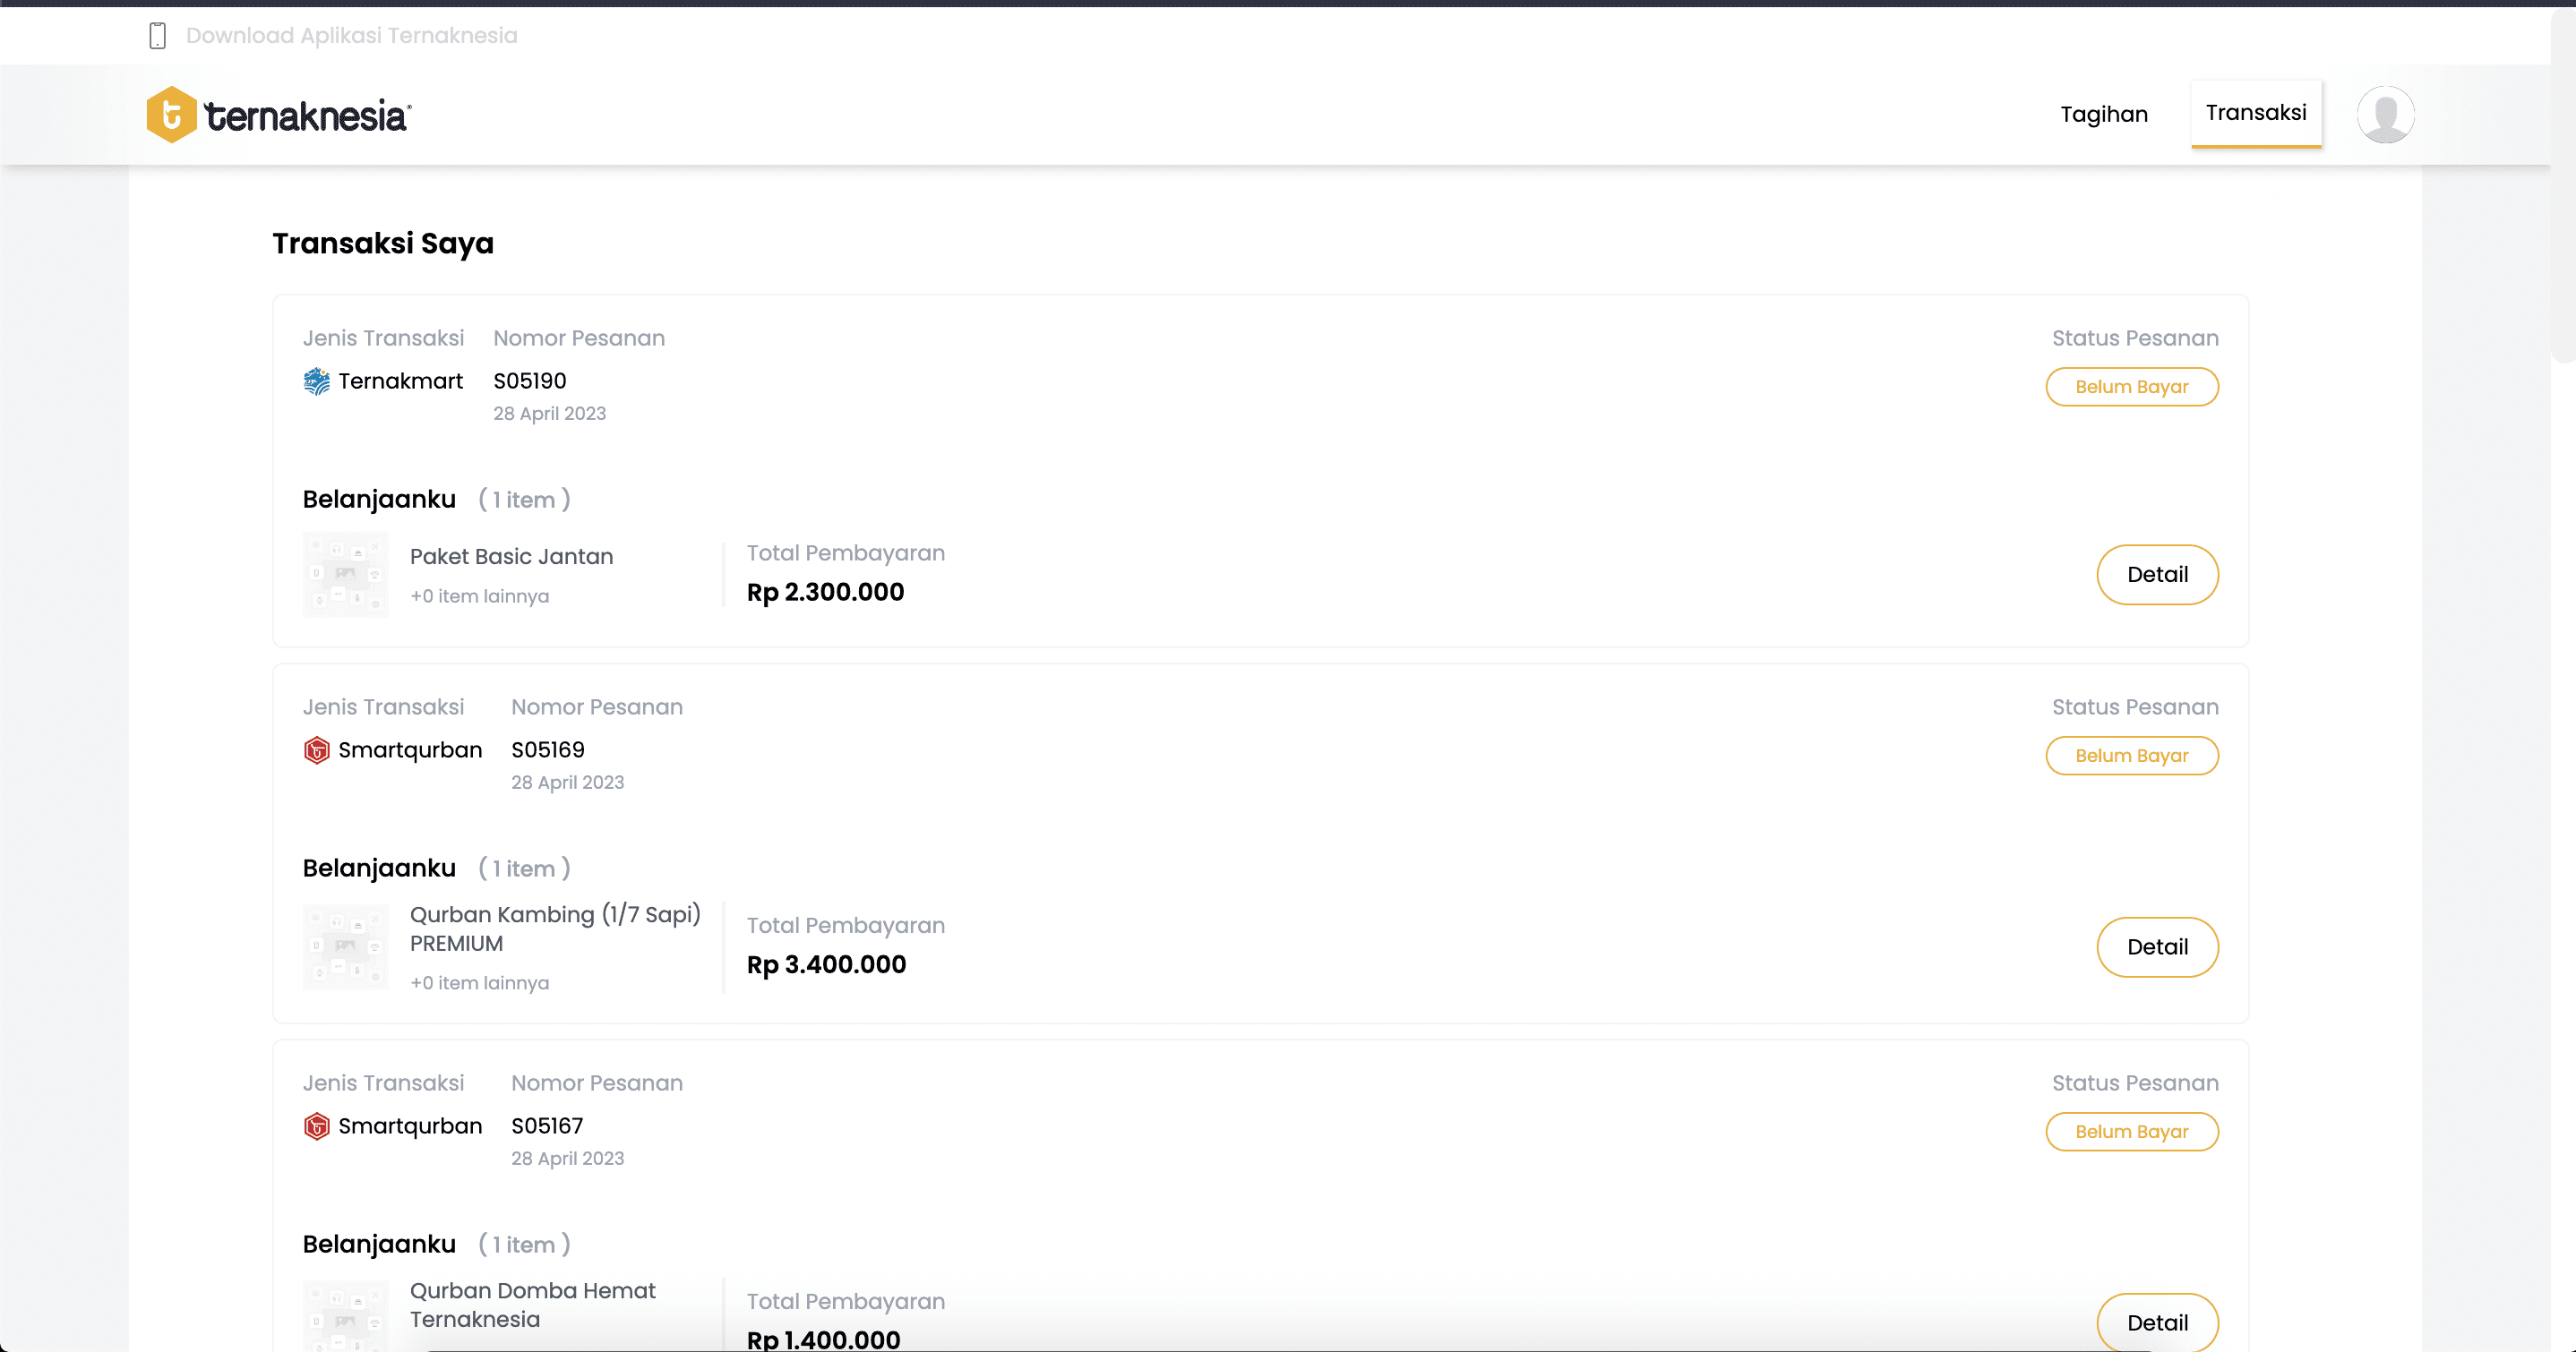 Download Aplikasi Ternaknesia
ternaknesia
Tagihan
Transaksi
Transaksi Saya
Jenis Transaksi
Nomor Pesanan
Status Pesanan
Ternakmart
S05190
Belum Bayar
28 April 2023
Belanjaanku ( 1 item )
Paket Basic Jantan
+0 item lainnya
Total Pembayaran
Rp 2.300.000
Detail
Jenis Transaksi
Nomor Pesanan
Status Pesanan
Smartqurban
S05169
Belum Bayar
28 April 2023
Belanjaanku ( 1 item )
Qurban Kambing (1/7 Sapi)
PREMIUM
+0 item lainnya
Total Pembayaran
Rp 3.400.000
Detail
Jenis Transaksi
Nomor Pesanan
Status Pesanan
Smartqurban
S05167
Belum Bayar
28 April 2023
Belanjaanku ( 1 item )
Qurban Domba Hemat
Ternaknesia
Total Pembayaran
Rp 1.400.000
Detail